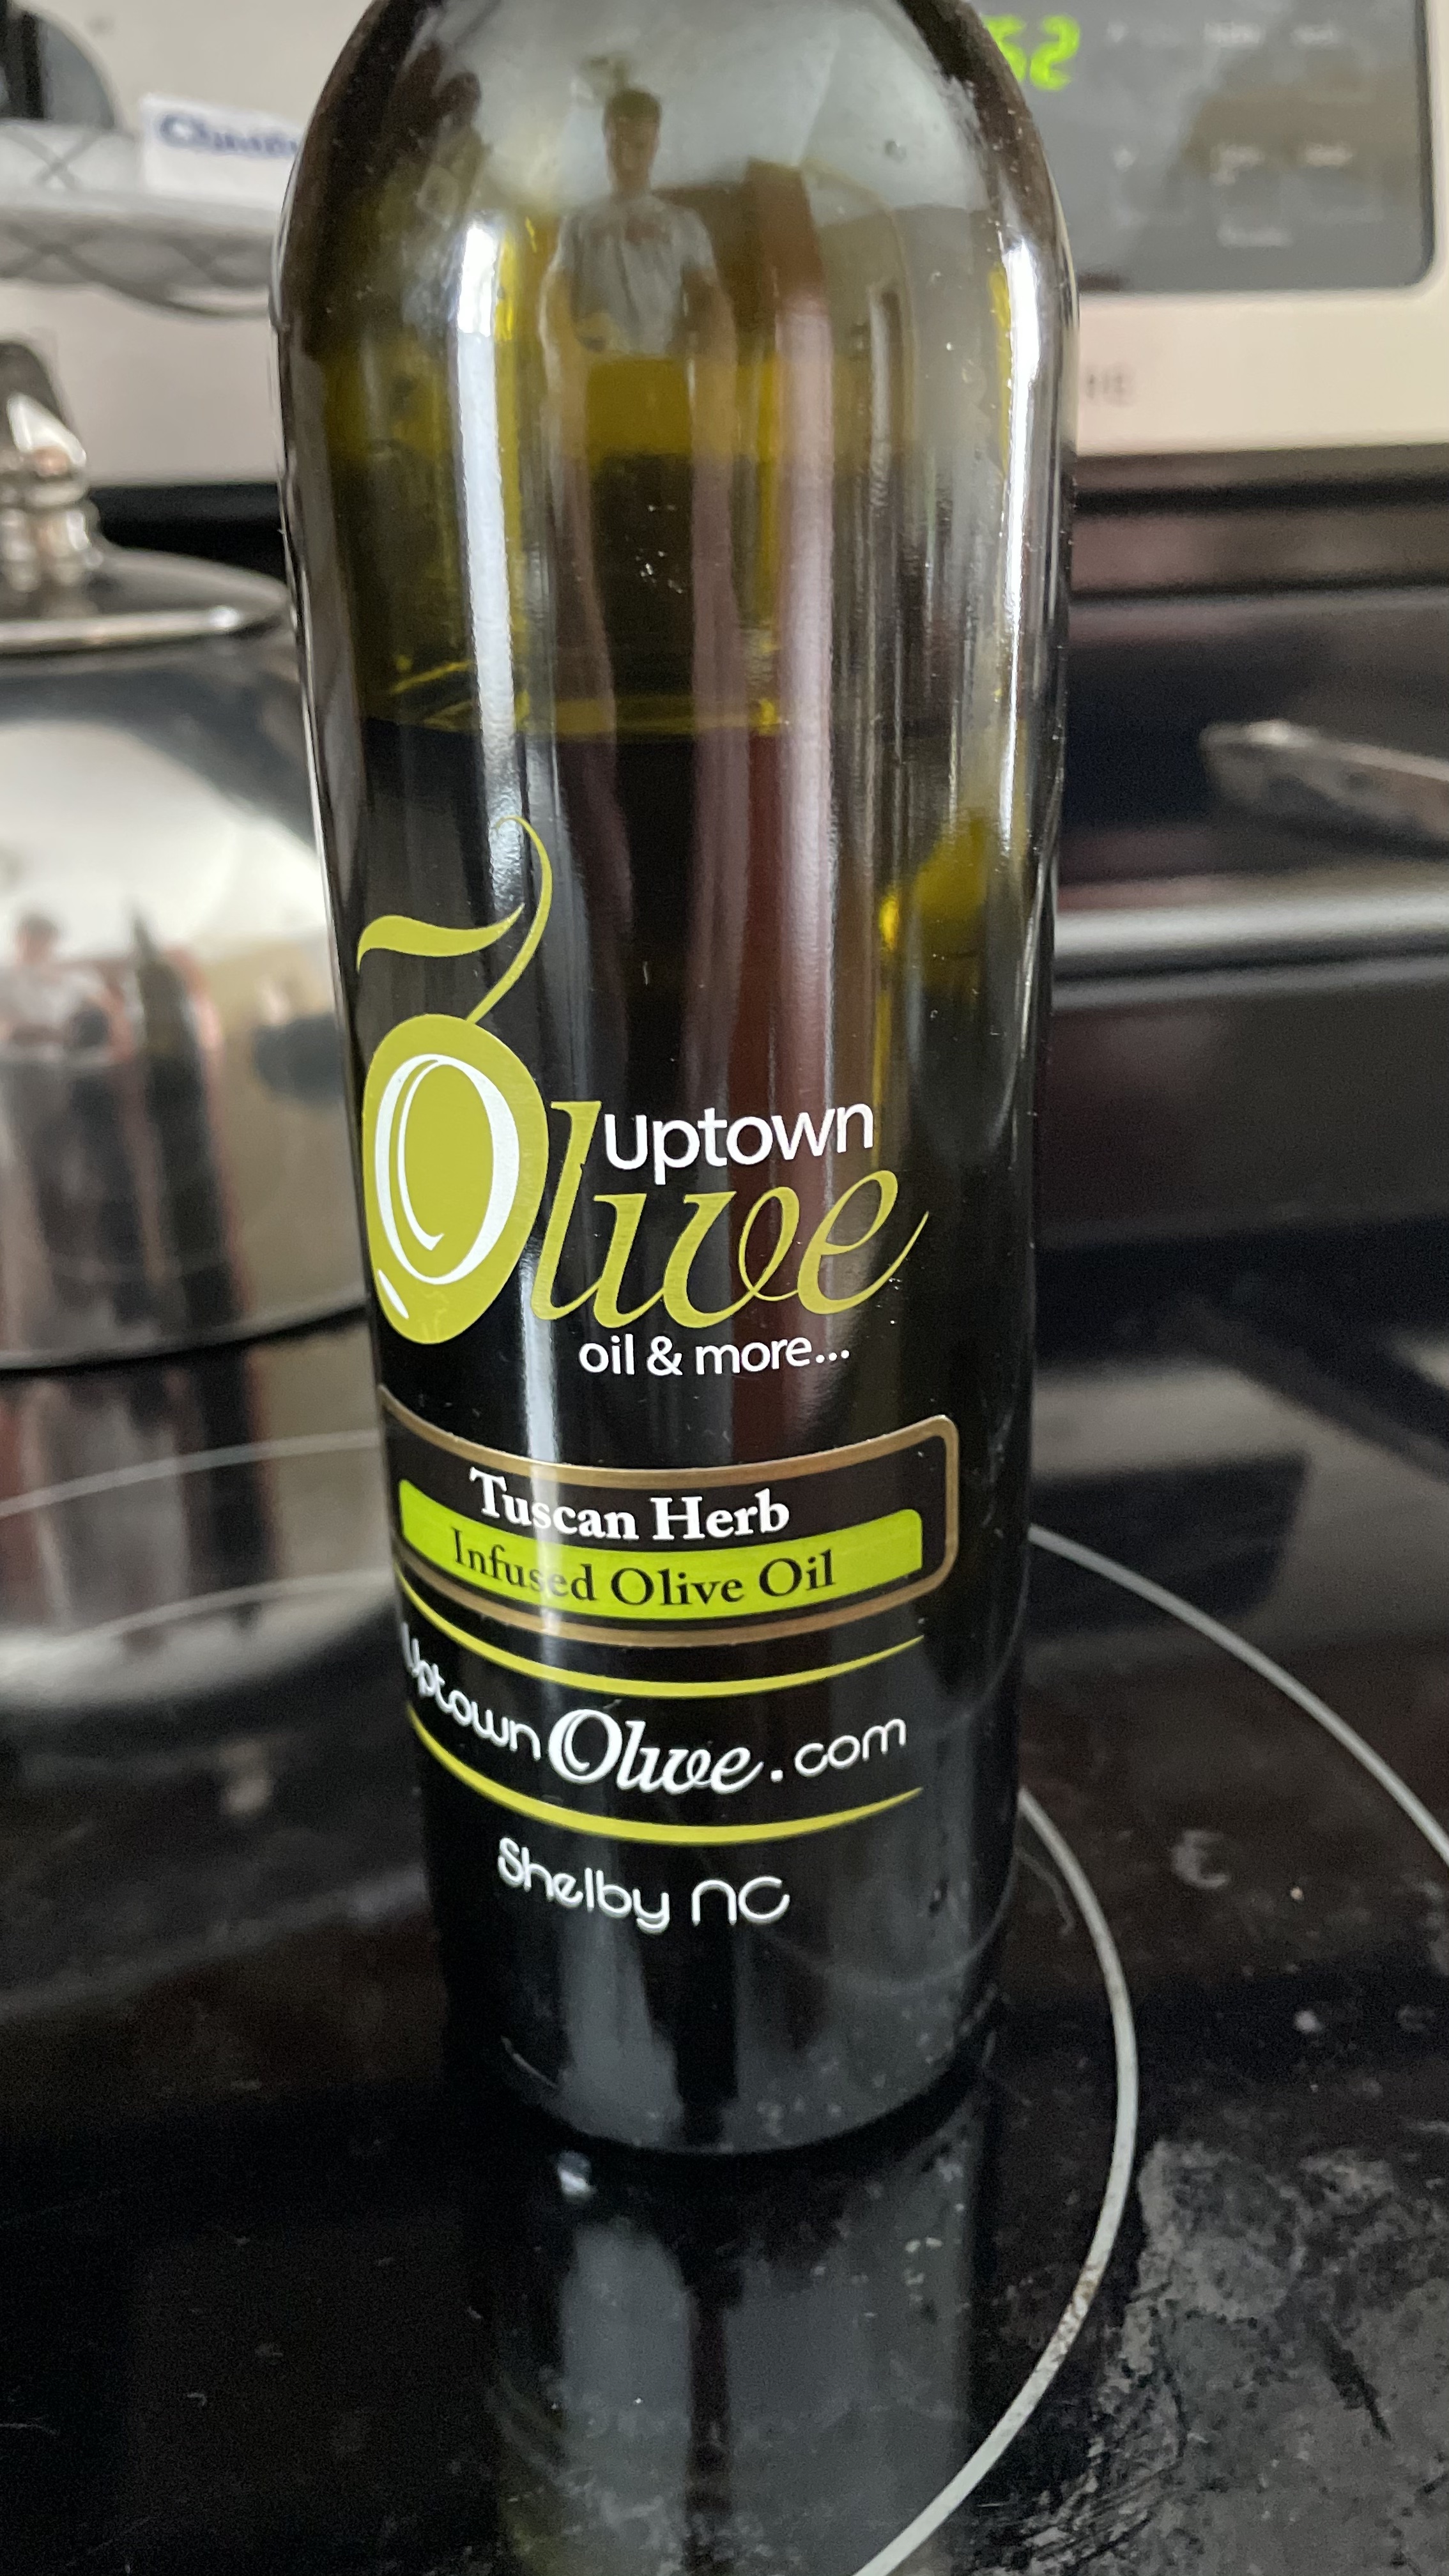 Uptown
Olive
oil & more...
Tuscan Herb
Infused Olive Oil
UptownOlive.com
Shelby NC